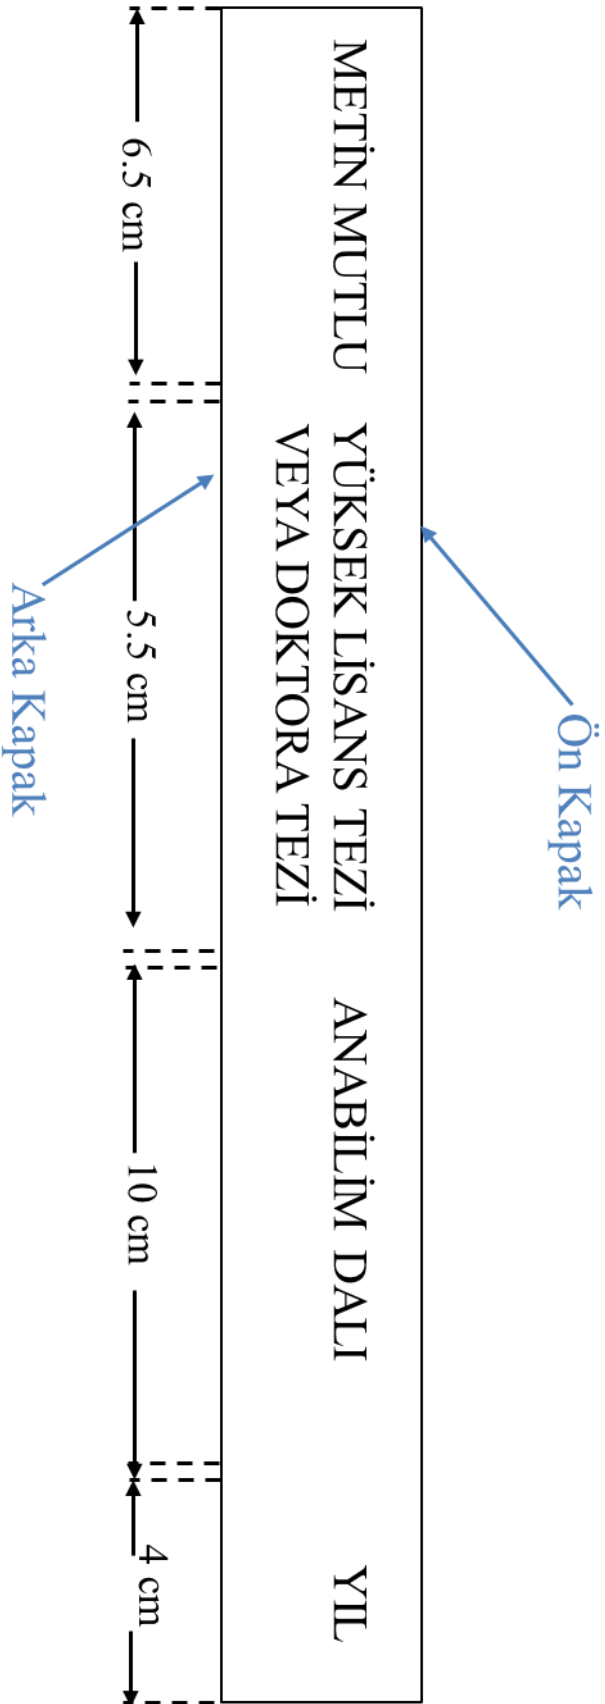 Ön Kapak
METİN MUTLU
YÜKSEK LİSANS TEZİ
VEYA DOKTORA TEZİ
ANABİLİM DALI
YIL
6.5 cm
5.5 cm
10 cm
4 cm
Arka Kapak